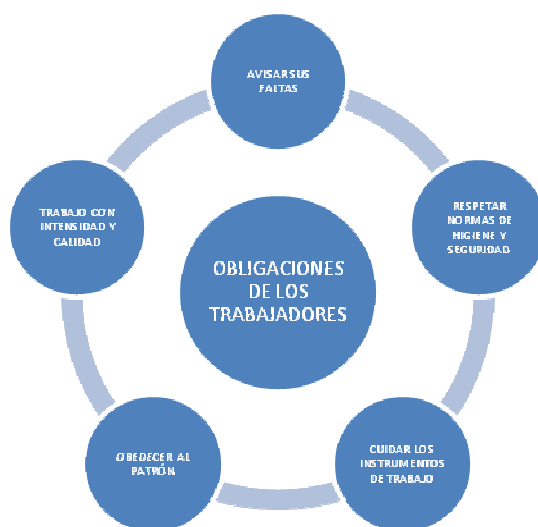 AVISAR SUS
FALTAS
RESPETAR
NORMAS DE
HIGIENE Y
SEGURIDAD
CUIDAR LOS
INSTRUMENTOS
DE TRABAJO
OBEDECER AL
PATRÓN
TRABAJO CON
INTENSIDAD Y
CALIDAD
OBLIGACIONES
DE LOS
TRABAJADORES